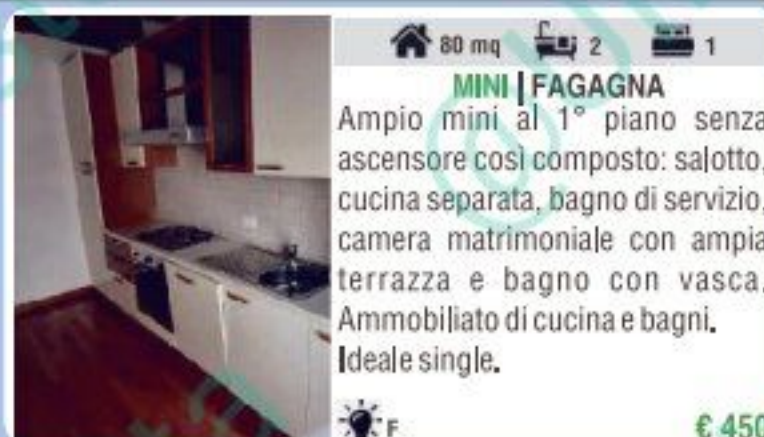 80 mq 2 1
MINI | FAGAGNA
Ampio mini al 1° piano senza
ascensore così composto: salotto,
cucina separata, bagno di servizio,
camera matrimoniale con ampia
terrazza e bagno con vasca.
Ammobiliato di cucina e bagni.
Ideale single.
F € 450